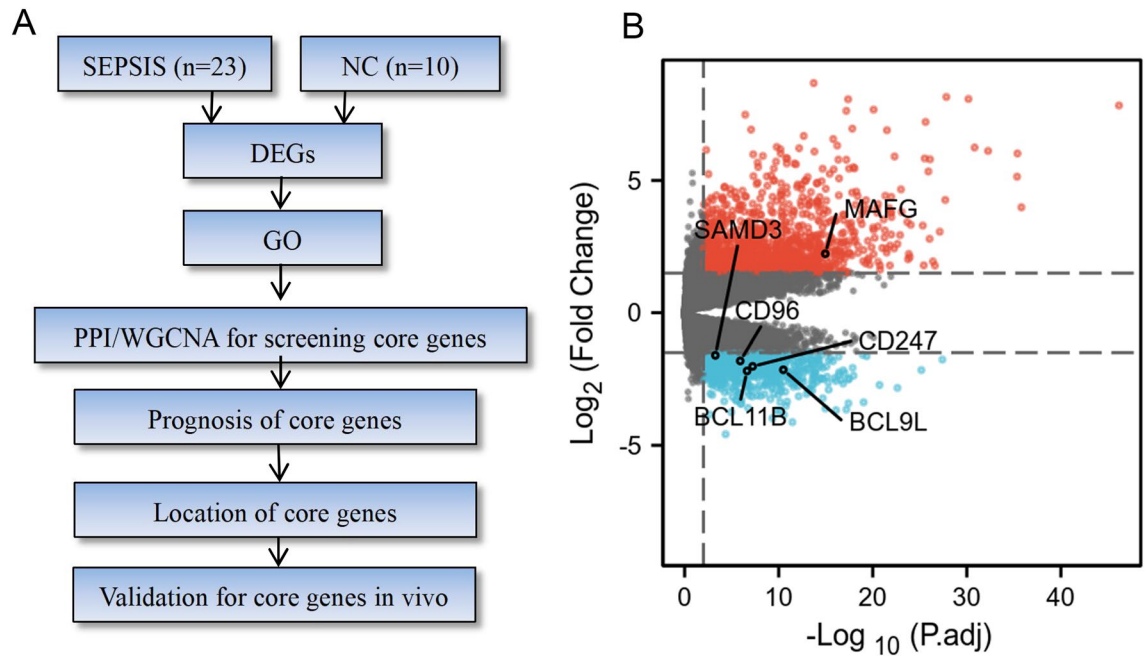 A
SEPSIS (n=23)
NC (n=10)
DEGs
GO
PPI/WGCNA for screening core genes
Prognosis of core genes
Location of core genes
Validation for core genes in vivo
B
Log2 (Fold Change)
5
0
-5
MAFG
SAMD3
CD96
CD247
BCL11B
BCL9L
0
10
20
30
40
-Log 10 (P.adj)